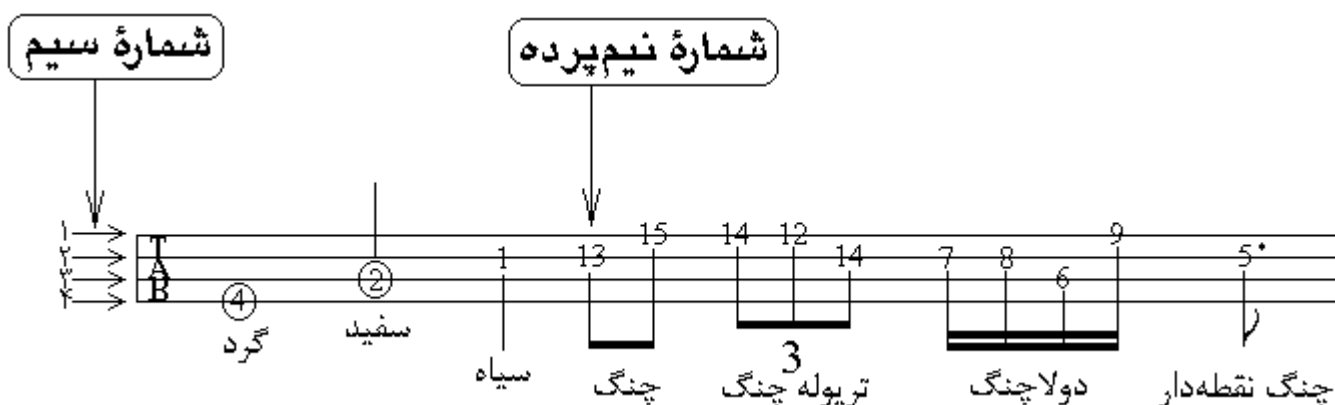 شمارهٔ سیم
شمارهٔ نیم‌پرده
۱
۲
۳
۴
T
A
B
4
2
1
13
15
14
12
14
7
8
6
9
5
3
گرد
سفید
سیاه
چنگ
تریوله چنگ
دولاچنگ
چنگ نقطه‌دار